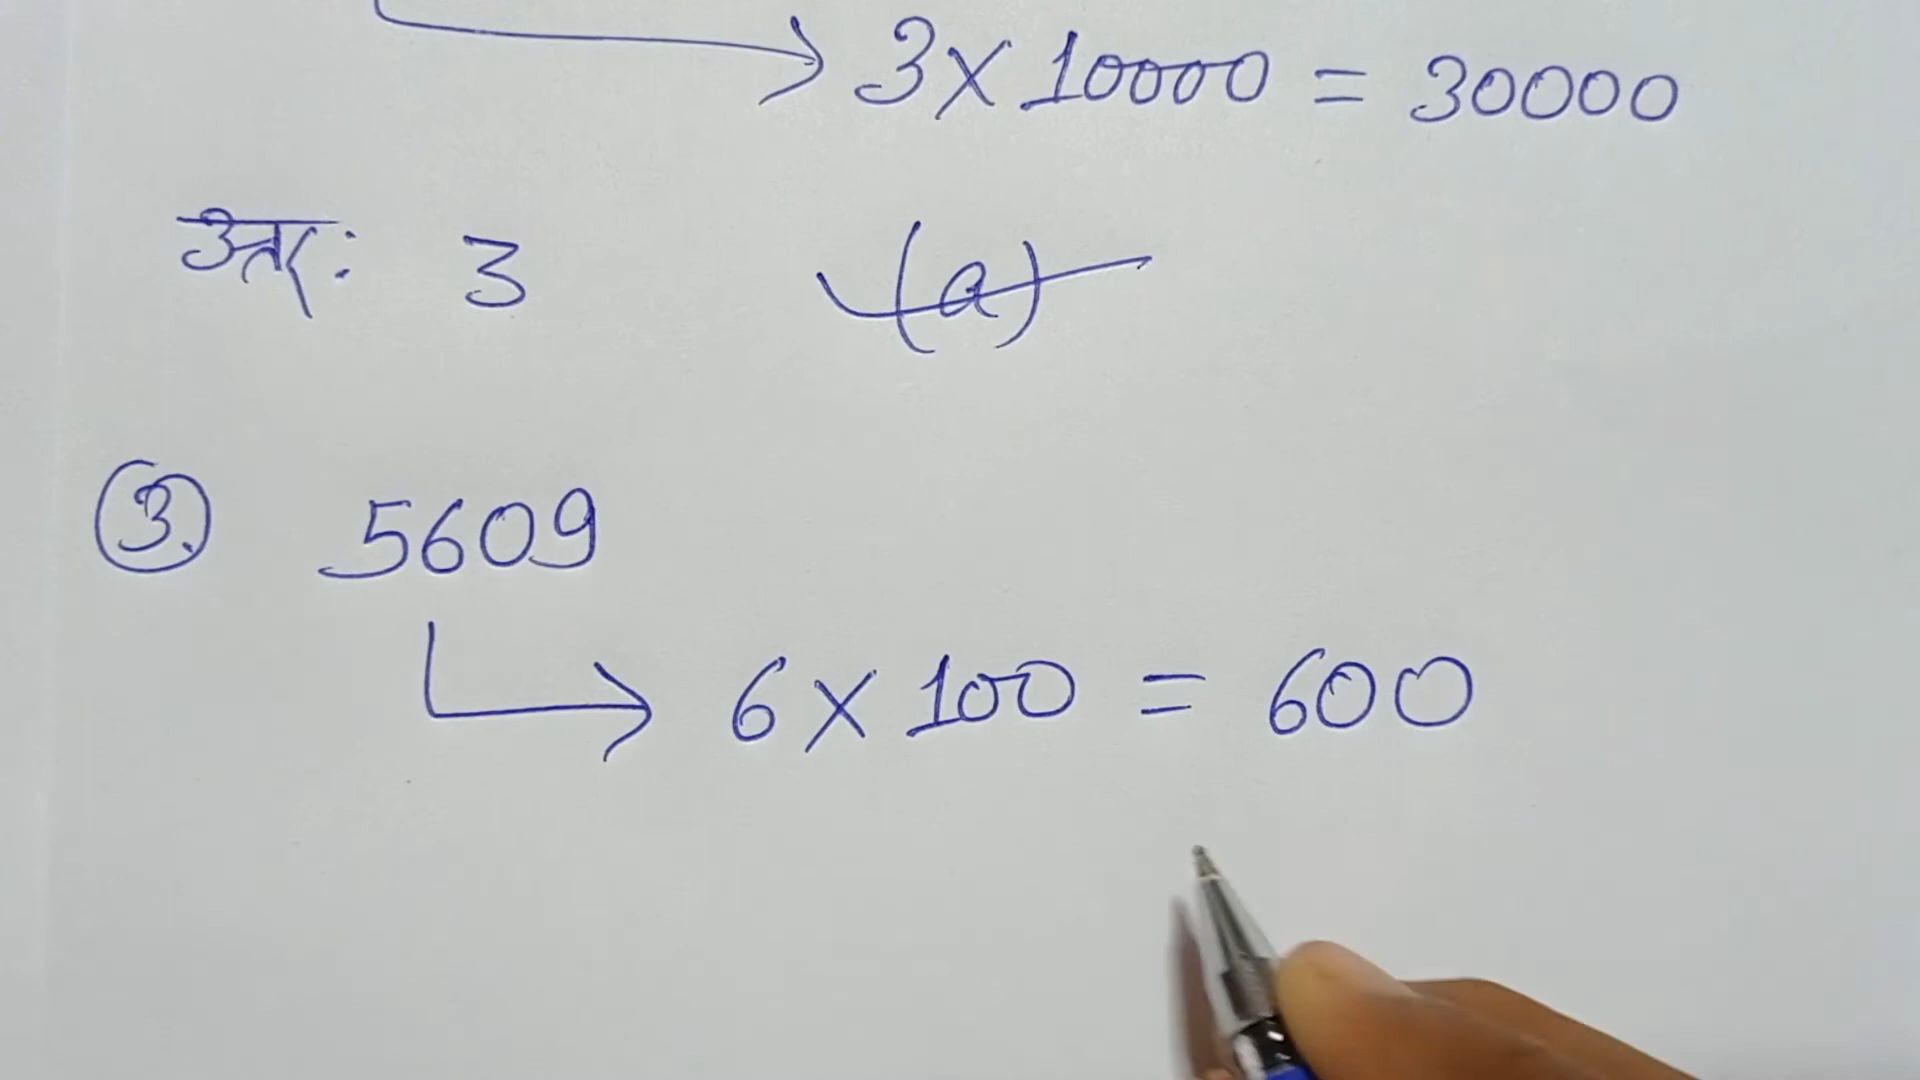 3 × 10000 = 30000
उत्तर: 3 (a)
3. 5609
6 × 100 = 600